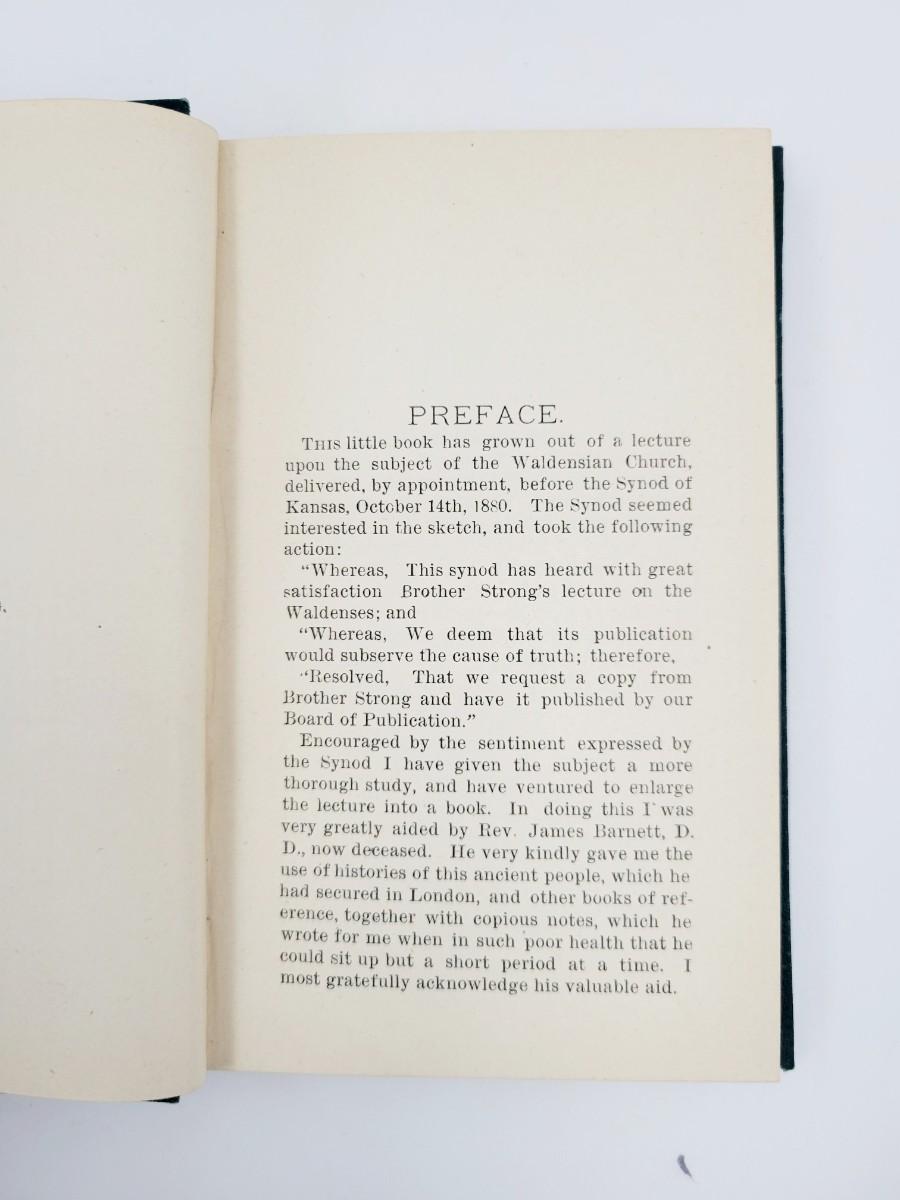 PREFACE.
THIS little book has grown out of a lecture
upon the subject of the Waldensian Church,
delivered, by appointment, before the Synod of
Kansas, October 14th, 1880. The Synod seemed
interested in the sketch, and took the following
action:
"Whereas, This synod has heard with great
satisfaction Brother Strong's lecture on the
Waldenses; and
"Whereas, We deem that its publication
would subserve the cause of truth; therefore,
"Resolved, That we request a copy from
Brother Strong and have it published by our
Board of Publication."
Encouraged by the sentiment expressed by
the Synod I have given the subject a more
thorough study, and have ventured to enlarge
the lecture into a book. In doing this I was
very greatly aided by Rev. James Barnett, D.
D., now deceased. He very kindly gave me the
use of histories of this ancient people, which he
had secured in London, and other books of ref-
erence, together with copious notes, which he
wrote for me when in such poor health that he
could sit up but a short period at a time. I
most gratefully acknowledge his valuable aid.